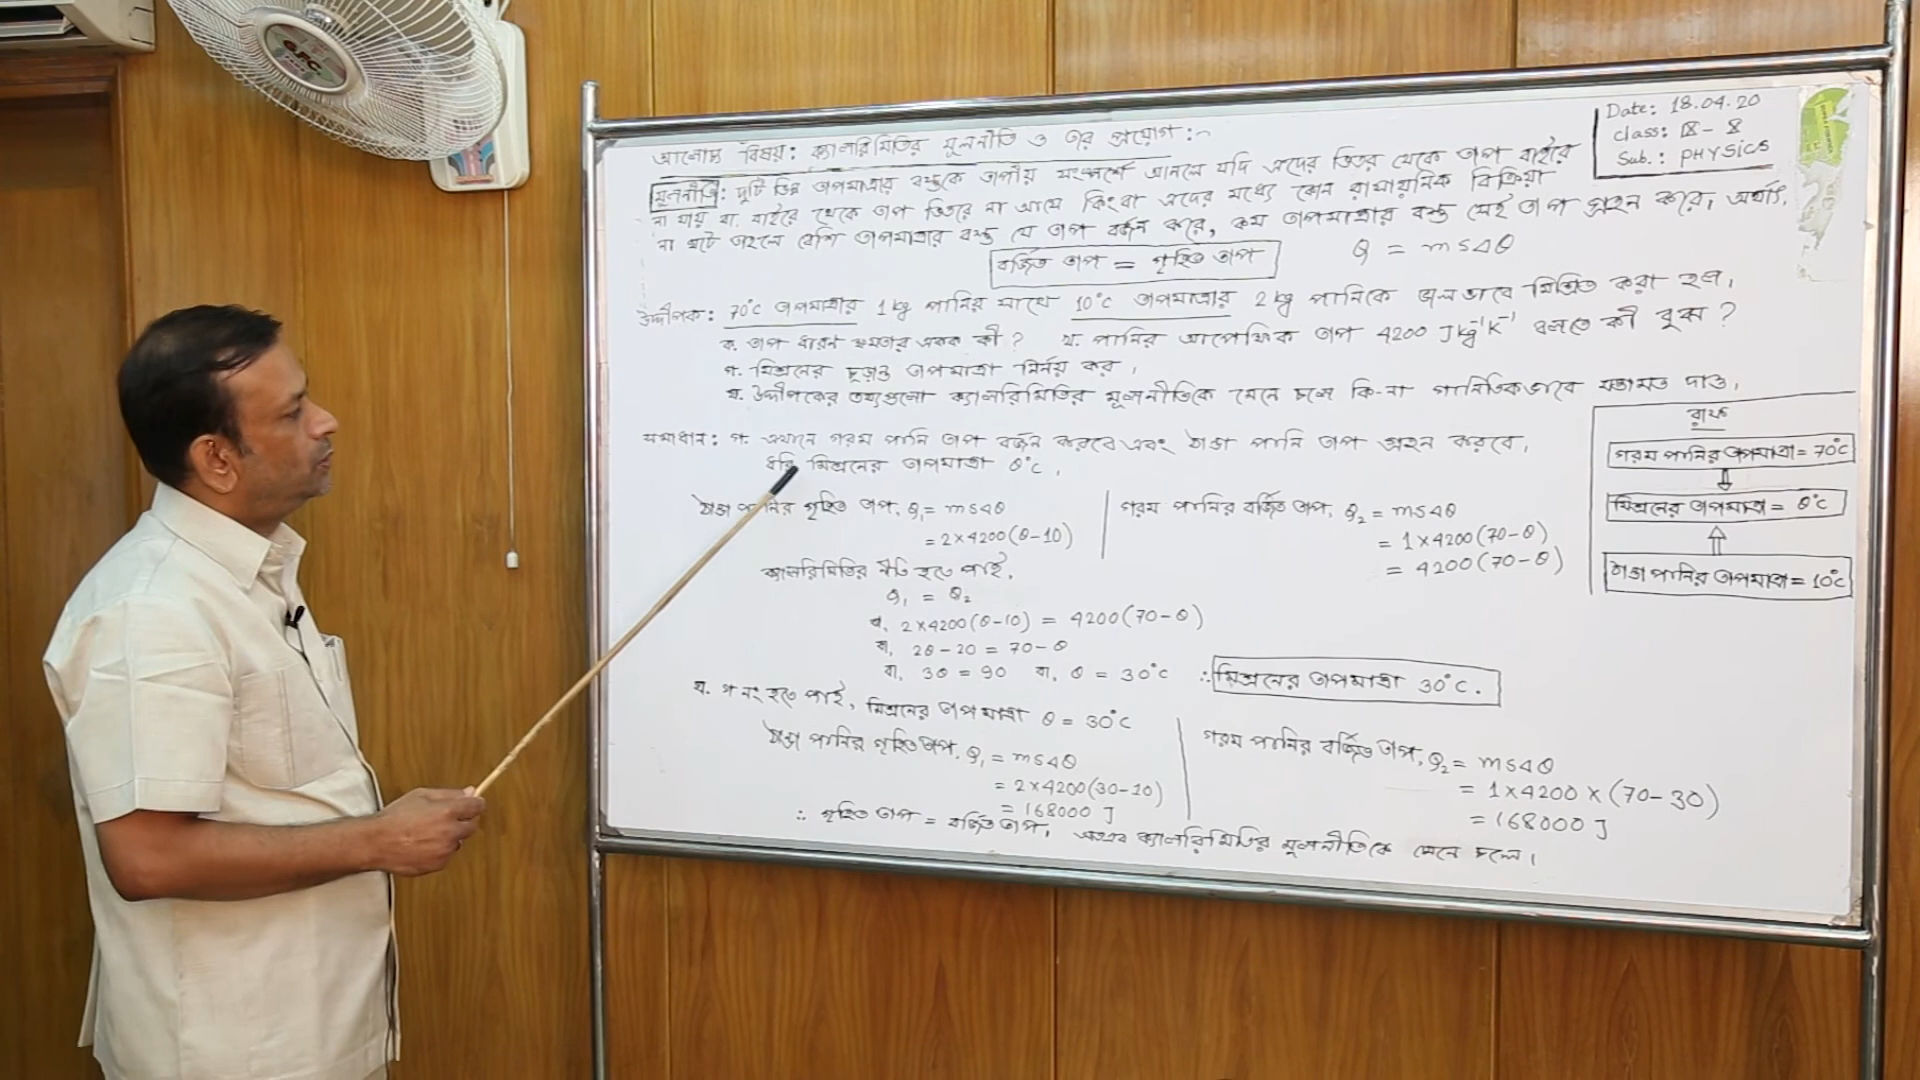 GFC
Date: 18.04.20
Class: IX - X
Sub.: PHYSICS
আলোচ্য বিষয়: ক্যালরিমিতির মূলনীতি ও তার প্রয়োগ:~
মূলনীতি: দুটি ভিন্ন তাপমাত্রার বস্তুকে তাপীয় সংস্পর্শে আনলে যদি এদের ভিতর থেকে তাপ বাইরে
না যায় বা বাইরে থেকে তাপ ভিতরে না আসে কিংবা এদের মধ্যে কোন রাসায়নিক বিক্রিয়া
না ঘটে তাহলে বেশি তাপমাত্রার বস্তু যে তাপ বর্জন করে, কম তাপমাত্রার বস্তু সেই তাপ গ্রহন করে। অর্থাৎ,
বর্জিত তাপ = গৃহিত তাপ
Q = msΔθ
উদ্দীপক: 70°C তাপমাত্রার 1 kg পানির সাথে 10°C তাপমাত্রার 2 kg পানিকে ভাল ভাবে মিশ্রিত করা হল।
ক. তাপ ধারন ক্ষমতার একক কী? খ. পানির আপেক্ষিক তাপ 4200 Jkg⁻¹K⁻¹ বলতে কী বুঝ?
গ. মিশ্রনের চূড়ান্ত তাপমাত্রা নির্নয় কর।
ঘ. উদ্দীপকের তথ্যগুলো ক্যালরিমিতির মূলনীতিকে মেনে চলে কি-না গানিতিকভাবে মতামত দাও।
সমাধান: গ. এখানে গরম পানি তাপ বর্জন করবে এবং ঠান্ডা পানি তাপ গ্রহন করবে।
ধরি মিশ্রনের তাপমাত্রা θ°C.
ঠান্ডা পানির গৃহিত তাপ, Q₁ = msΔθ
= 2×4200(θ-10)
গরম পানির বর্জিত তাপ, Q₂ = msΔθ
= 1×4200(70-θ)
= 4200(70-θ)
রাফ
গরম পানির তাপমাত্রা = 70°C
মিশ্রনের তাপমাত্রা = θ°C
ঠান্ডা পানির তাপমাত্রা = 10°C
ক্যালরিমিতির নীতি হতে পাই,
Q₁ = Q₂
বা, 2×4200(θ-10) = 4200(70-θ)
বা, 2θ-20 = 70-θ
বা, 3θ = 90 বা, θ = 30°C ∴ মিশ্রনের তাপমাত্রা 30°C.
ঘ. গ নং হতে পাই, মিশ্রনের তাপমাত্রা θ = 30°C
ঠান্ডা পানির গৃহিত তাপ, Q₁ = msΔθ
= 2×4200(30-10)
= 168000 J
গরম পানির বর্জিত তাপ, Q₂ = msΔθ
= 1×4200×(70-30)
= 168000 J
∴ গৃহিত তাপ = বর্জিত তাপ, অতএব ক্যালরিমিতির মূলনীতিকে মেনে চলে।